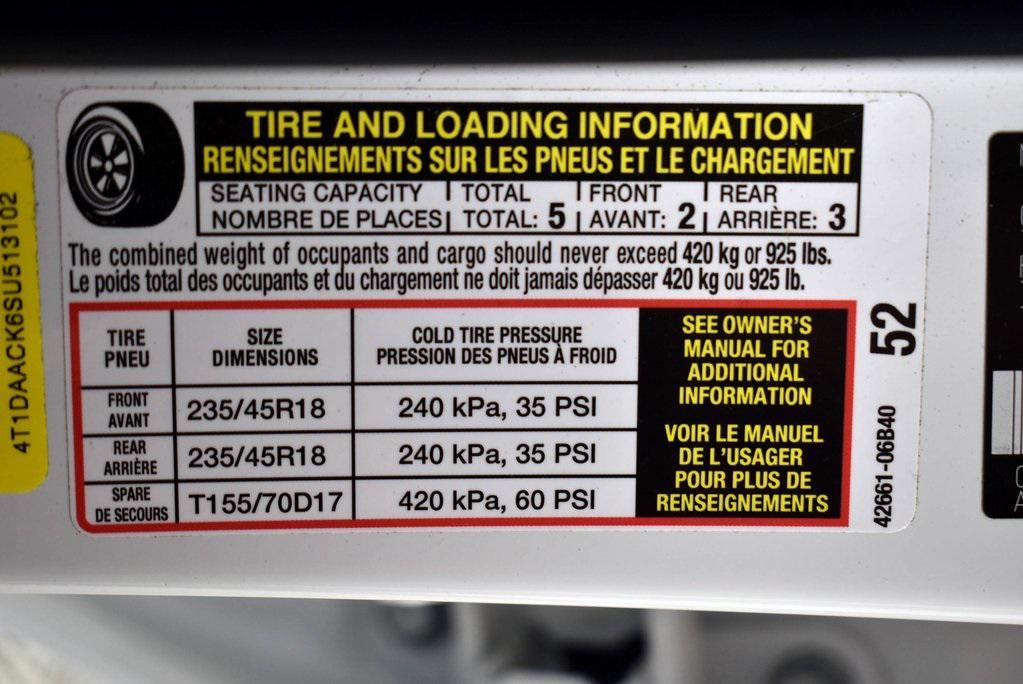 TIRE AND LOADING INFORMATION
RENSEIGNEMENTS SUR LES PNEUS ET LE CHARGEMENT
SEATING CAPACITY | TOTAL | FRONT | REAR
NOMBRE DE PLACES | TOTAL: 5 | AVANT: 2 | ARRIÈRE: 3
The combined weight of occupants and cargo should never exceed 420 kg or 925 lbs.
Le poids total des occupants et du chargement ne doit jamais dépasser 420 kg ou 925 lb.
TIRE
PNEU
SIZE
DIMENSIONS
COLD TIRE PRESSURE
PRESSION DES PNEUS À FROID
FRONT
AVANT
235/45R18
240 kPa, 35 PSI
REAR
ARRIÈRE
235/45R18
240 kPa, 35 PSI
SPARE
DE SECOURS
T155/70D17
420 kPa, 60 PSI
SEE OWNER'S
MANUAL FOR
ADDITIONAL
INFORMATION
VOIR LE MANUEL
DE L'USAGER
POUR PLUS DE
RENSEIGNEMENTS
52
42661-06B40
4T1DAACK6SU513102